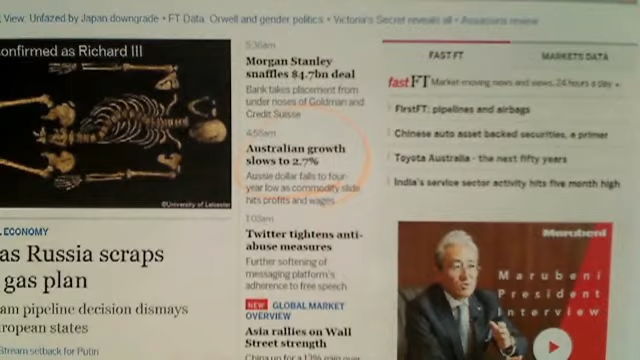 View: Unfazed by Japan downgrade • FT Data: Orwell and gender politics • Victoria's Secret reveals all • Assassins review
onfirmed as Richard III
©University of Leicester
ECONOMY
as Russia scraps
gas plan
am pipeline decision dismays
ropean states
Stream setback for Putin
5:36am
Morgan Stanley
snaffles $4.7bn deal
Bank takes placement from
under noses of Goldman and
Credit Suisse
4:55am
Australian growth
slows to 2.7%
Aussie dollar falls to four-
year low as commodity slide
hits profits and wages
1:03am
Twitter tightens anti-
abuse measures
Further softening of
messaging platform's
adherence to free speech
NEW GLOBAL MARKET
OVERVIEW
Asia rallies on Wall
Street strength
China up for a 13% gain over
FAST FT
MARKETS DATA
fastFT Market-moving news and views, 24 hours a day
FirstFT: pipelines and airbags
Chinese auto asset backed securities, a primer
Toyota Australia - the next fifty years
India's service sector activity hits five month high
Marubeni
Marubeni
President
Interview